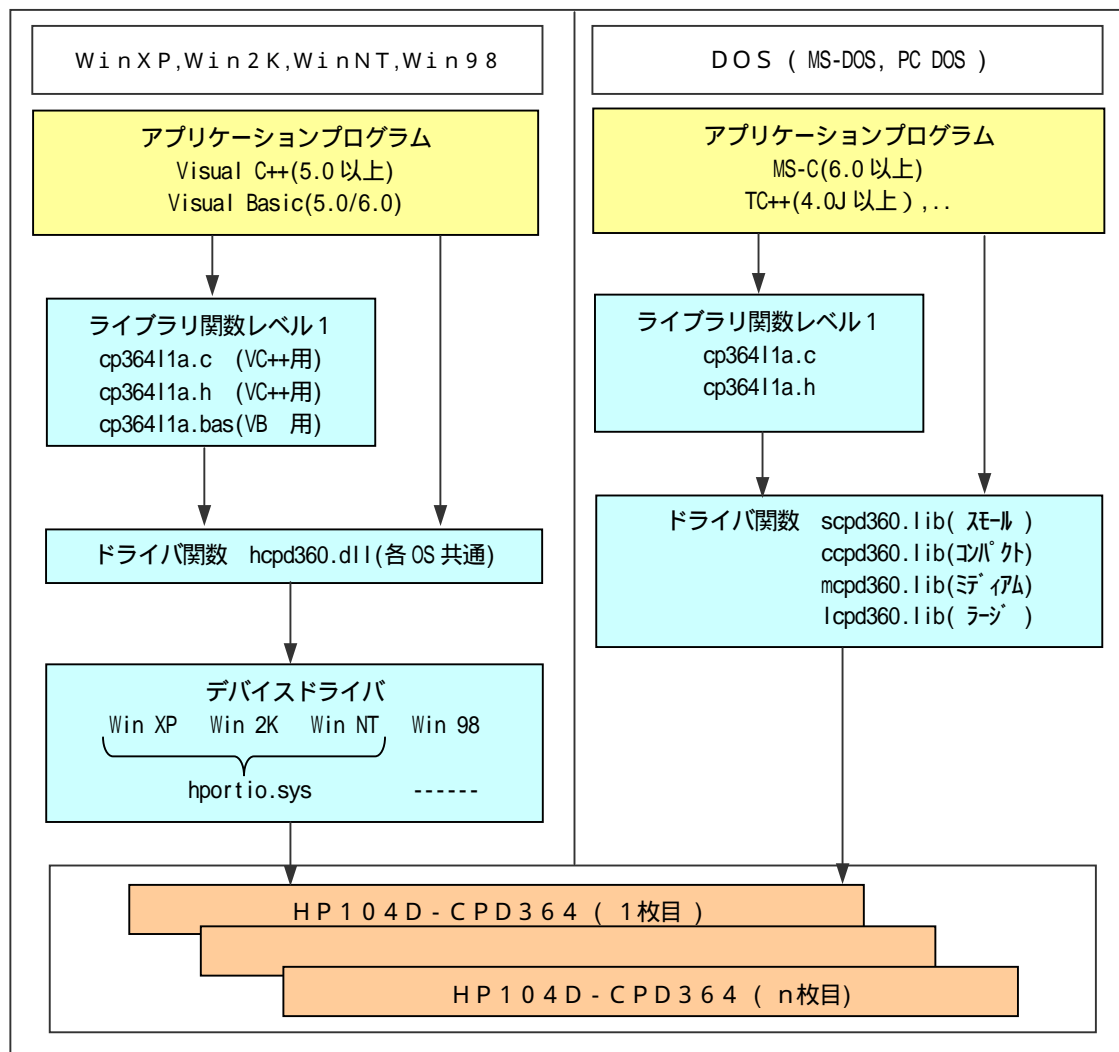 WinXP,Win2K,WinNT,Win98
アプリケーションプログラム
Visual C++(5.0以上)
Visual Basic(5.0/6.0)
ライブラリ関数レベル1
cp364l1a.c (VC++用)
cp364l1a.h (VC++用)
cp364l1a.bas(VB 用)
ドライバ関数 hcpd360.dll(各OS共通)
デバイスドライバ
Win XP Win 2K Win NT Win 98
hportio.sys ------
DOS ( MS-DOS, PC DOS )
アプリケーションプログラム
MS-C(6.0以上)
TC++(4.0J以上),..
ライブラリ関数レベル1
cp364l1a.c
cp364l1a.h
ドライバ関数 scpd360.lib( スモール )
ccpd360.lib(コンパクト)
mcpd360.lib(ミディアム)
lcpd360.lib( ラージ )
HP104D-CPD364 ( 1枚目 )
HP104D-CPD364 ( n枚目)